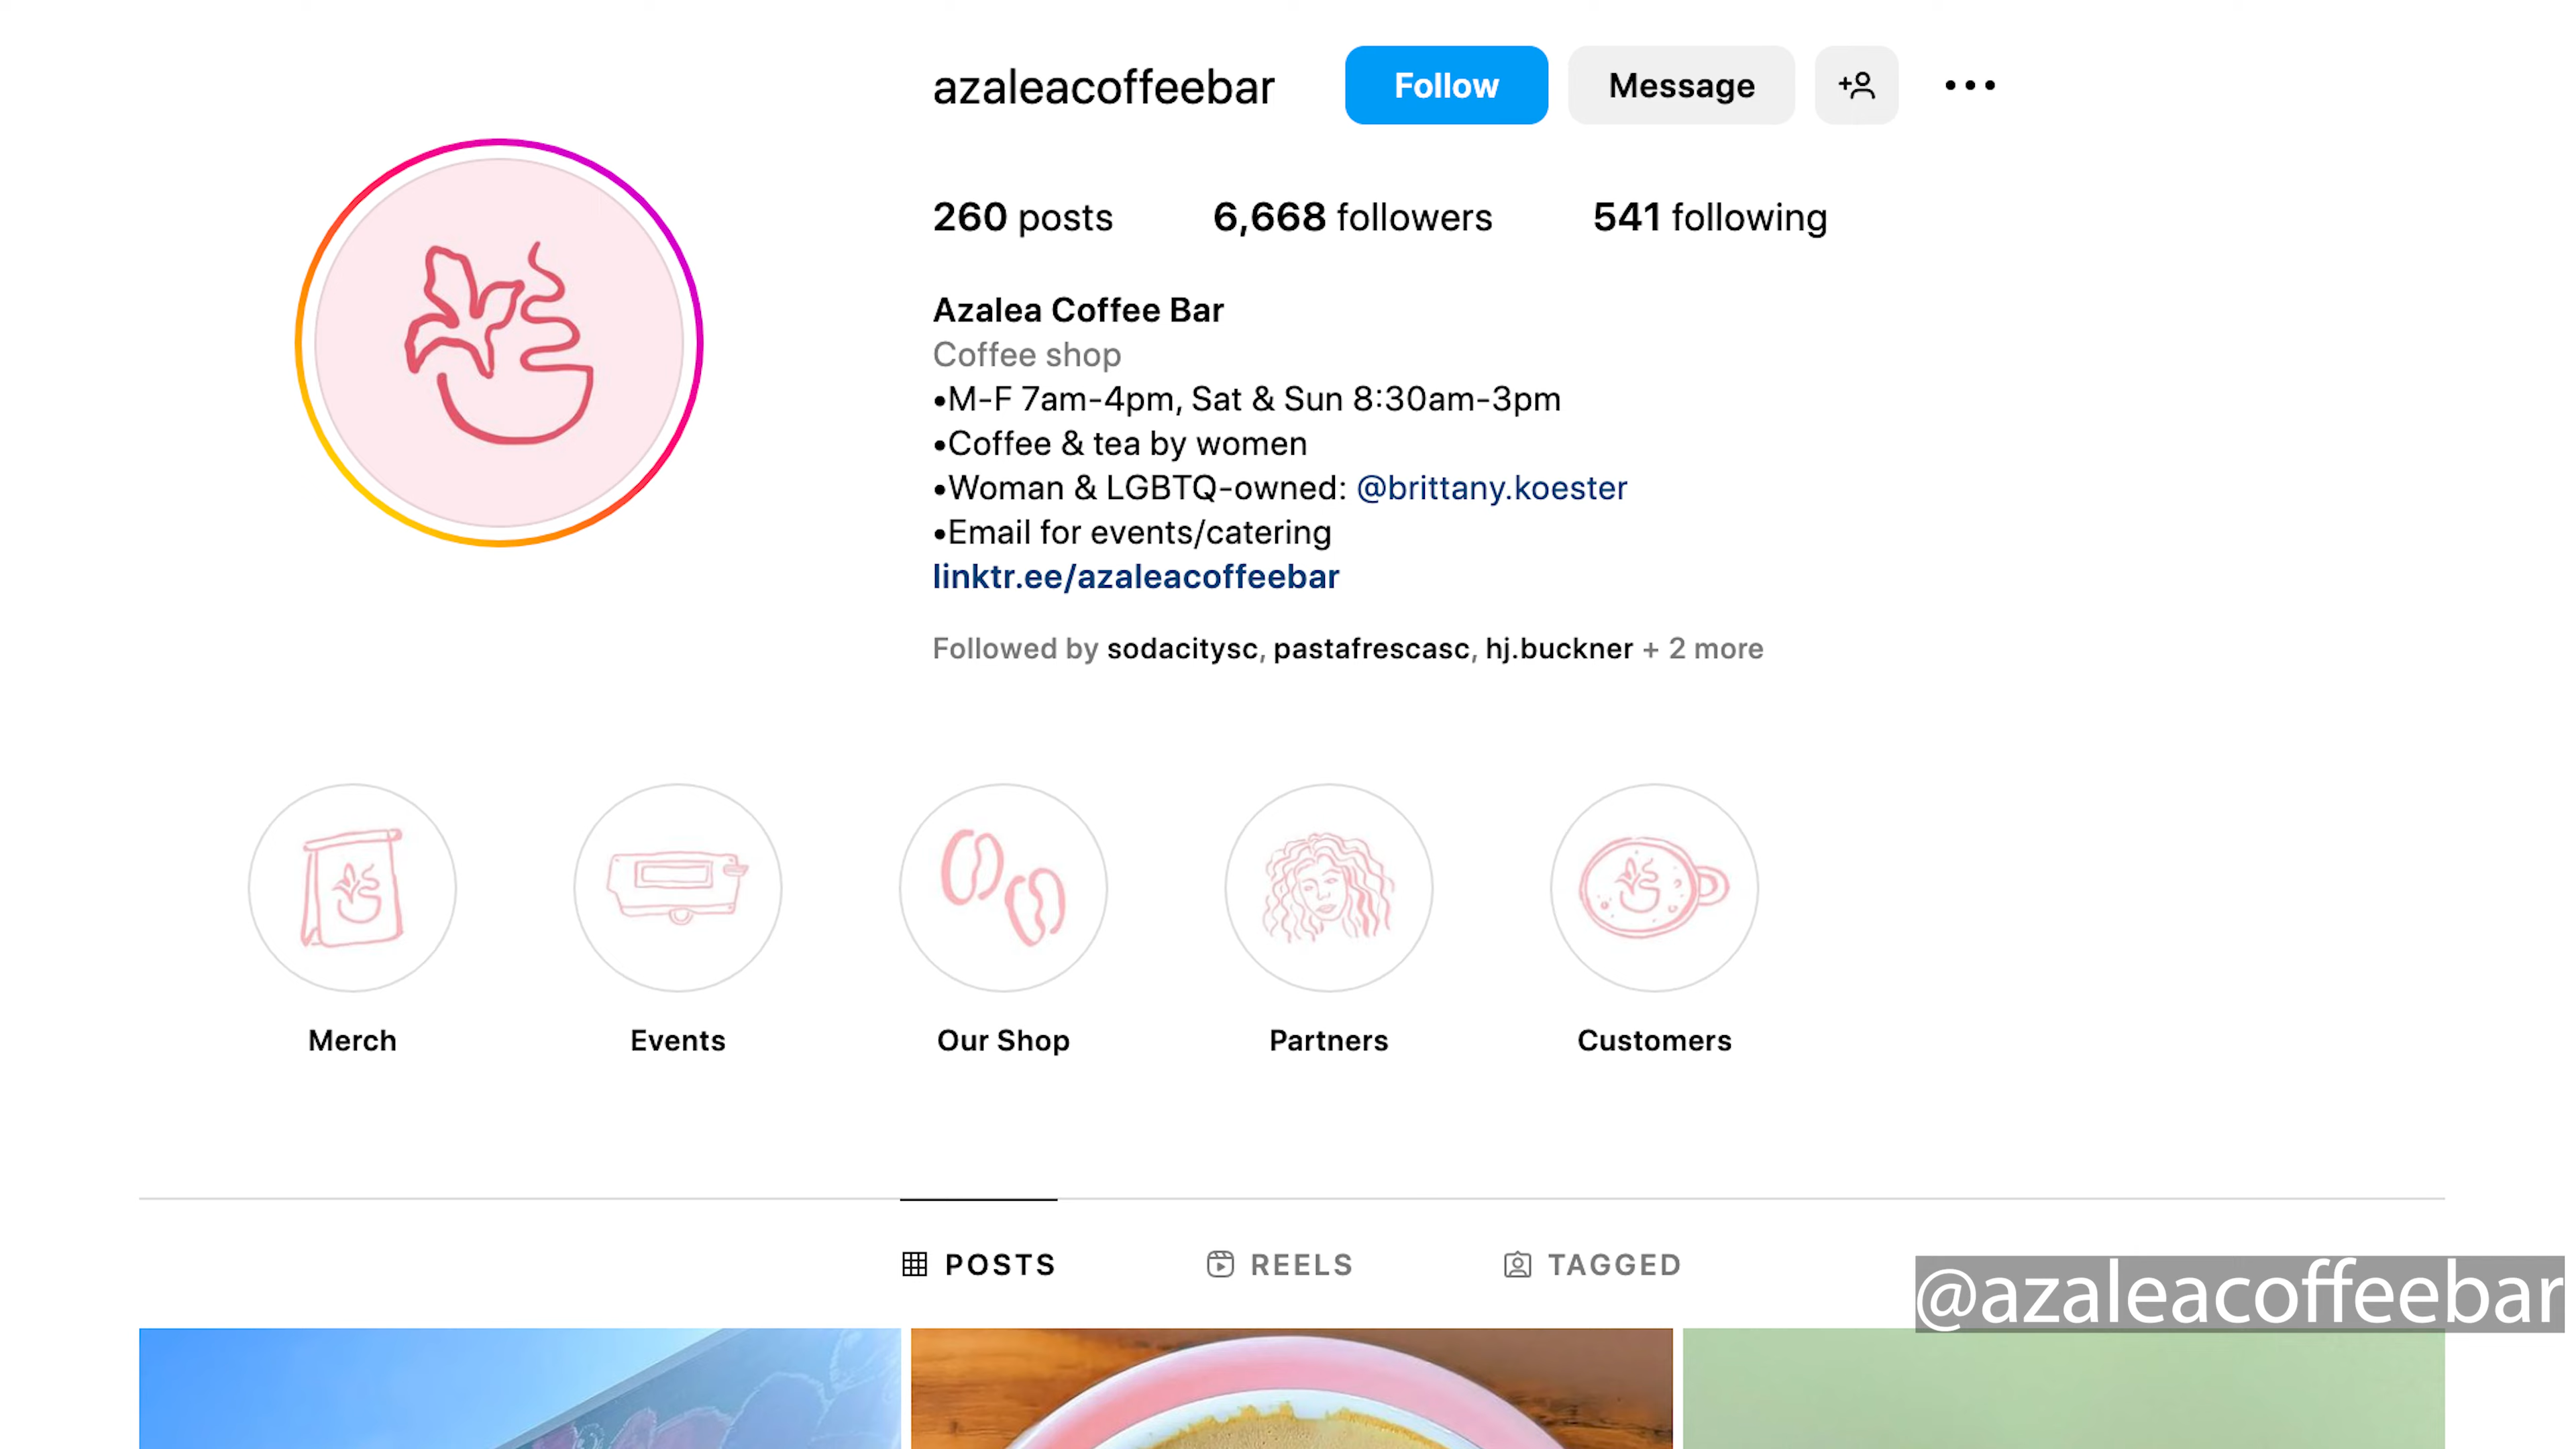 azaleacoffeebar Follow Message
260 posts 6,668 followers 541 following
Azalea Coffee Bar
Coffee shop
•M-F 7am-4pm, Sat & Sun 8:30am-3pm
•Coffee & tea by women
•Woman & LGBTQ-owned: @brittany.koester
•Email for events/catering
linktr.ee/azaleacoffeebar
Followed by sodacitysc, pastafrescasc, hj.buckner + 2 more
Merch Events Our Shop Partners Customers
POSTS REELS TAGGED
@azaleacoffeebar